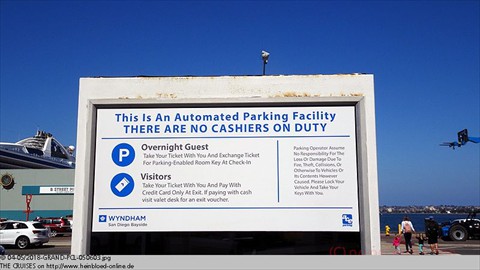 This Is An Automated Parking Facility
THERE ARE NO CASHIERS ON DUTY
P
Overnight Guest
Take Your Ticket With You And Exchange Ticket
For Parking-Enabled Room Key At Check-In
Visitors
Take Your Ticket With You And Pay With
Credit Card Only At Exit. If paying with cash
visit valet desk for an exit voucher.
Parking Operator Assume
No Responsibility For The
Loss Or Damage Due To
Fire, Theft, Collisions, Or
Otherwise To Vehicles Or
Its Contents However
Caused, Please Lock Your
Vehicle And Take Your
Keys With You.
WYNDHAM
San Diego Bayside
B STREET
© 04-05/2018-GRAND-PCL-050603.jpg
THE CRUISES on http://www.heinbloed-online.de